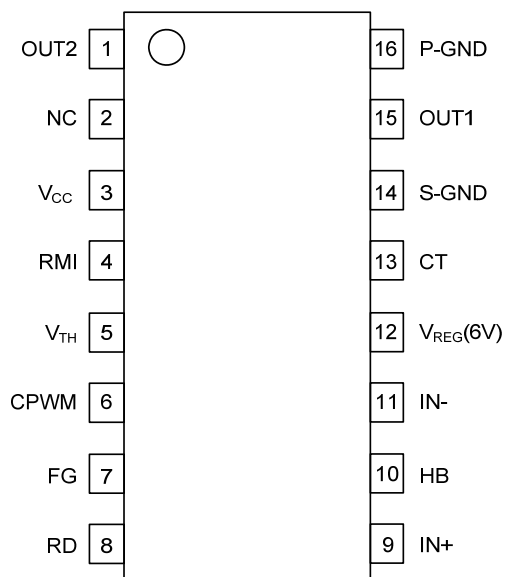 OUT2 1 16 P-GND
NC 2 15 OUT1
VCC 3 14 S-GND
RMI 4 13 CT
VTH 5 12 VREG(6V)
CPWM 6 11 IN-
FG 7 10 HB
RD 8 9 IN+